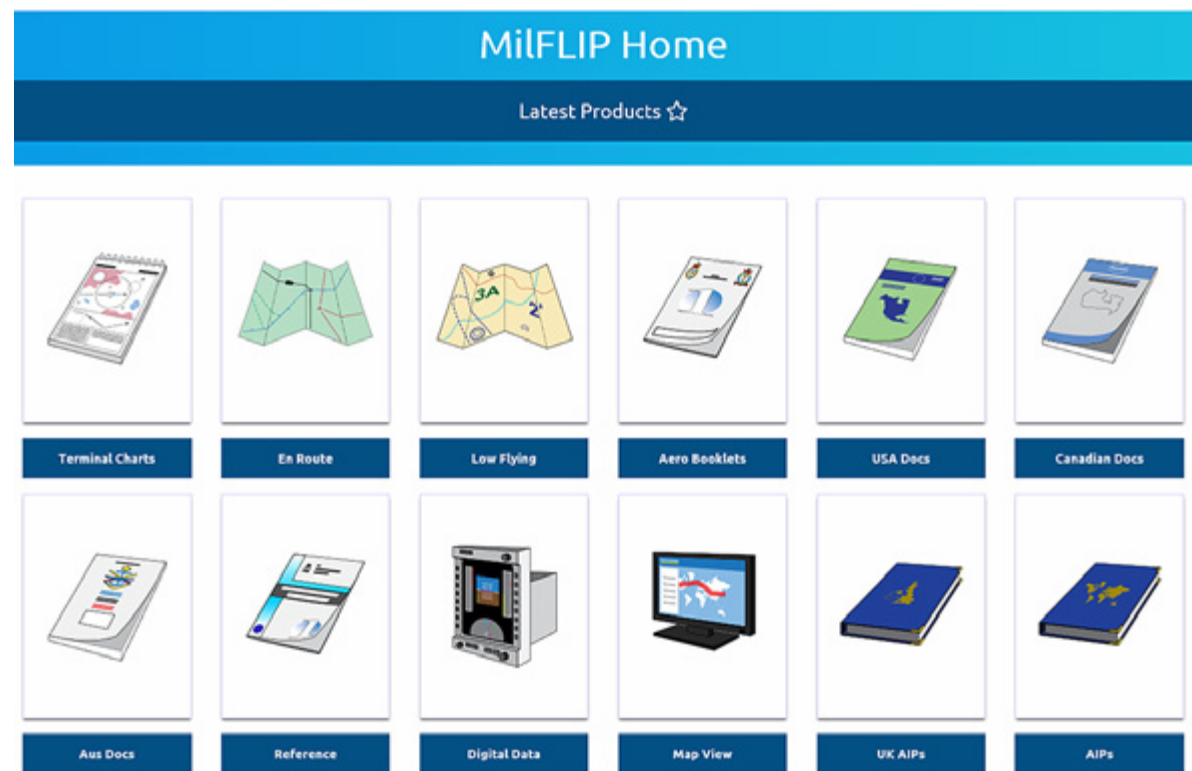 MilFLIP Home
Latest Products
3A
2
Terminal Charts
En Route
Low Flying
Aero Booklets
USA Docs
Canadian Docs
Aus Docs
Reference
Digital Data
Map View
UK AIPs
AIPs